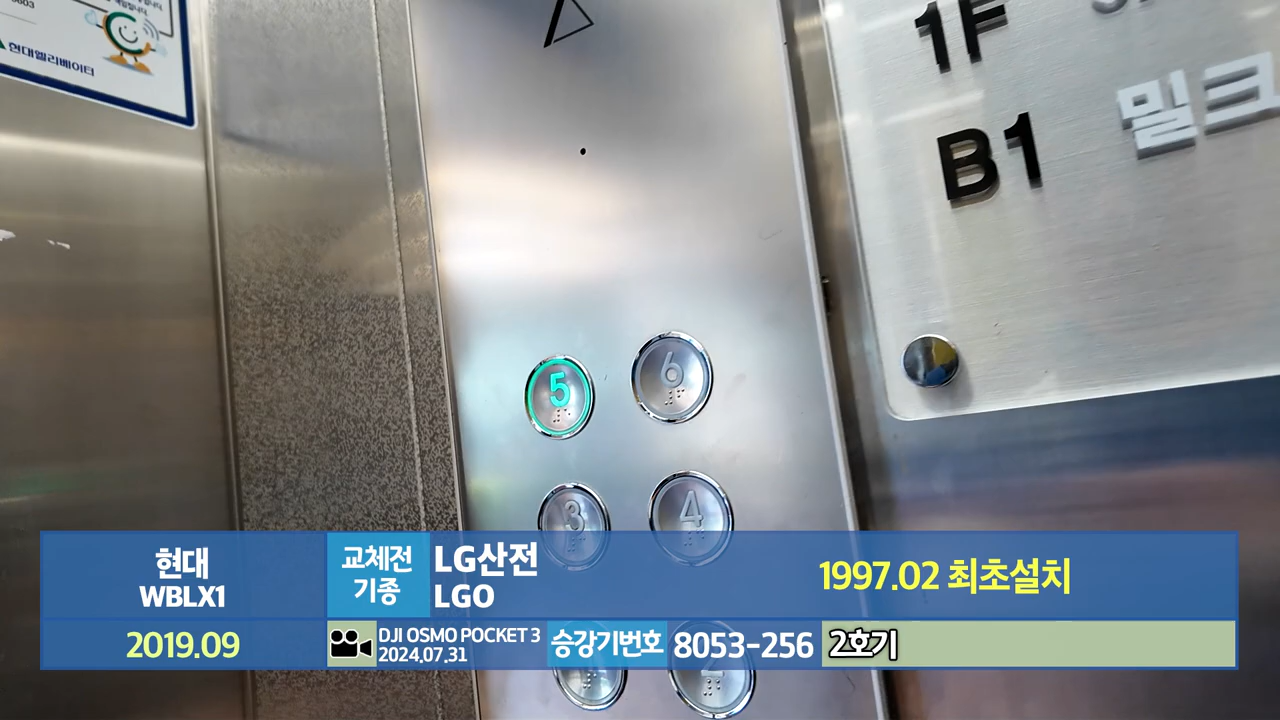 현대엘리베이터
1F
B1
밀크
5
6
3
4
현대
WBLX1
교체전
기종
LG산전
LGO
1997.02 최초설치
2019.09
DJI OSMO POCKET 3
2024.07.31
승강기번호
8053-256
2호기